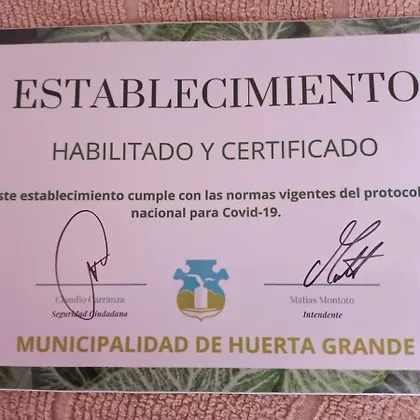 ESTABLECIMIENTO
HABILITADO Y CERTIFICADO
ste establecimiento cumple con las normas vigentes del protocol
nacional para Covid-19.
Claudio Carranza
Seguridad Ciudadana
Matias Montoto
Intendente
MUNICIPALIDAD DE HUERTA GRANDE